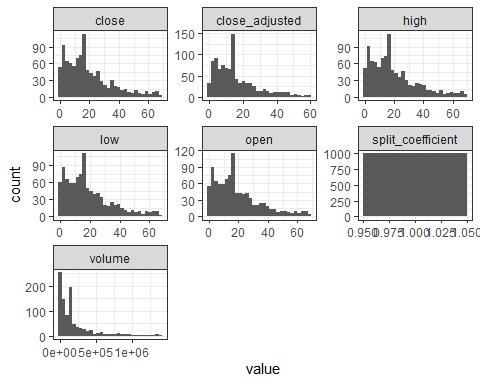 close close_adjusted high
90
60
30
0
150
100
50
0
90
60
30
0
0 20 40 60
0 20 40 60
0 20 40 60
low open split_coefficient
90
60
30
0
120
90
60
30
0
1000
750
500
250
0
0 20 40 60
0 20 40 60
0.950 0.975 1.000 1.025 1.050
volume
200
100
0
0e+00 5e+05 1e+06
count
value